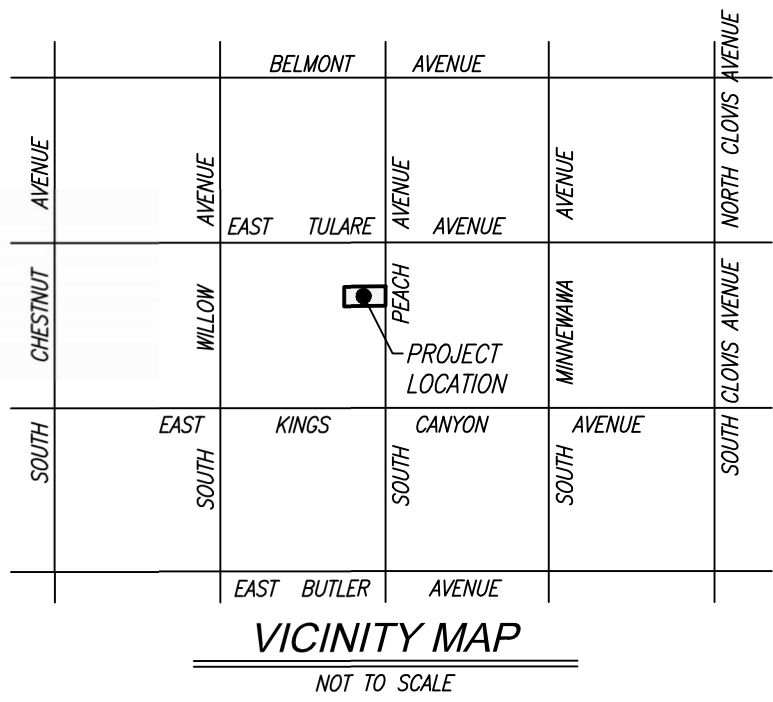 BELMONT AVENUE
NORTH CLOVIS AVENUE
SOUTH CHESTNUT AVENUE
SOUTH WILLOW AVENUE
SOUTH PEACH AVENUE
SOUTH MINNEWAWA AVENUE
EAST TULARE AVENUE
SOUTH CLOVIS AVENUE
PROJECT
LOCATION
EAST KINGS CANYON AVENUE
EAST BUTLER AVENUE
VICINITY MAP
NOT TO SCALE